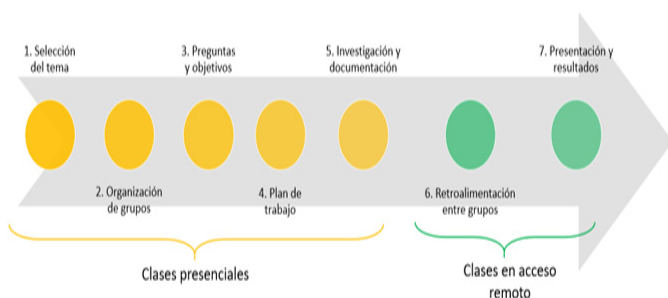 1. Selección
del tema
2. Organización
de grupos
3. Preguntas
y objetivos
4. Plan de
trabajo
5. Investigación y
documentación
6. Retroalimentación
entre grupos
7. Presentación y
resultados
Clases presenciales
Clases en acceso
remoto